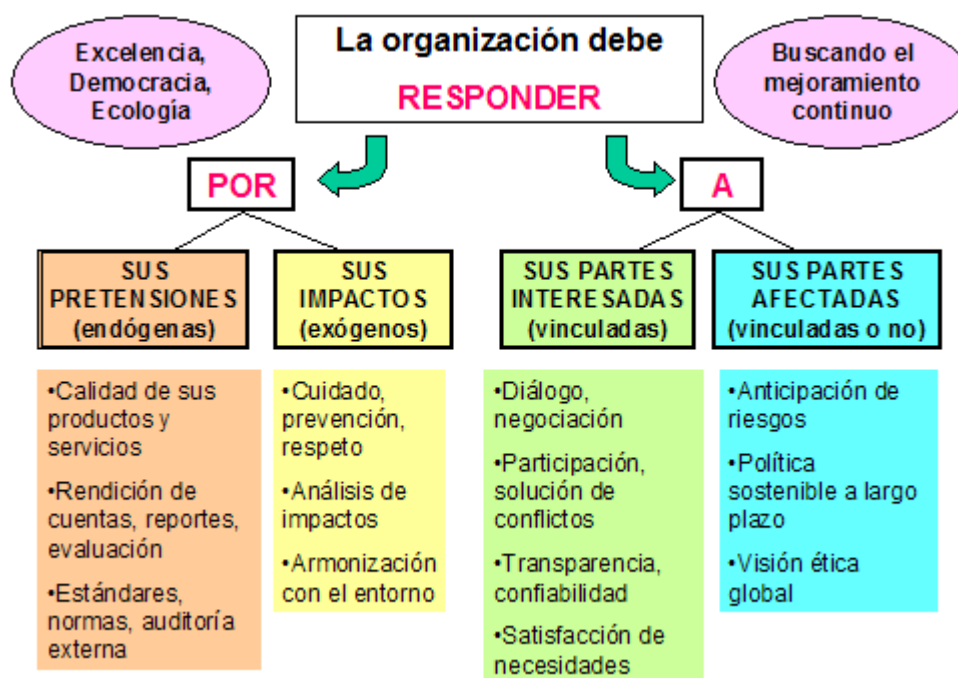 Excelencia,
Democracia,
Ecología
La organización debe
RESPONDER
Buscando el
mejoramiento
continuo
POR
A
SUS
PRETENSIONES
(endógenas)
SUS
IMPACTOS
(exógenos)
SUS PARTES
INTERESADAS
(vinculadas)
SUS PARTES
AFECTADAS
(vinculadas o no)
•Calidad de sus
productos y
servicios
•Rendición de
cuentas, reportes,
evaluación
•Estándares,
normas, auditoría
externa
•Cuidado,
prevención,
respeto
•Análisis de
impactos
•Armonización
con el entorno
•Diálogo,
negociación
•Participación,
solución de
conflictos
•Transparencia,
confiabilidad
•Satisfacción de
necesidades
•Anticipación de
riesgos
•Política
sostenible a largo
plazo
•Visión ética
global